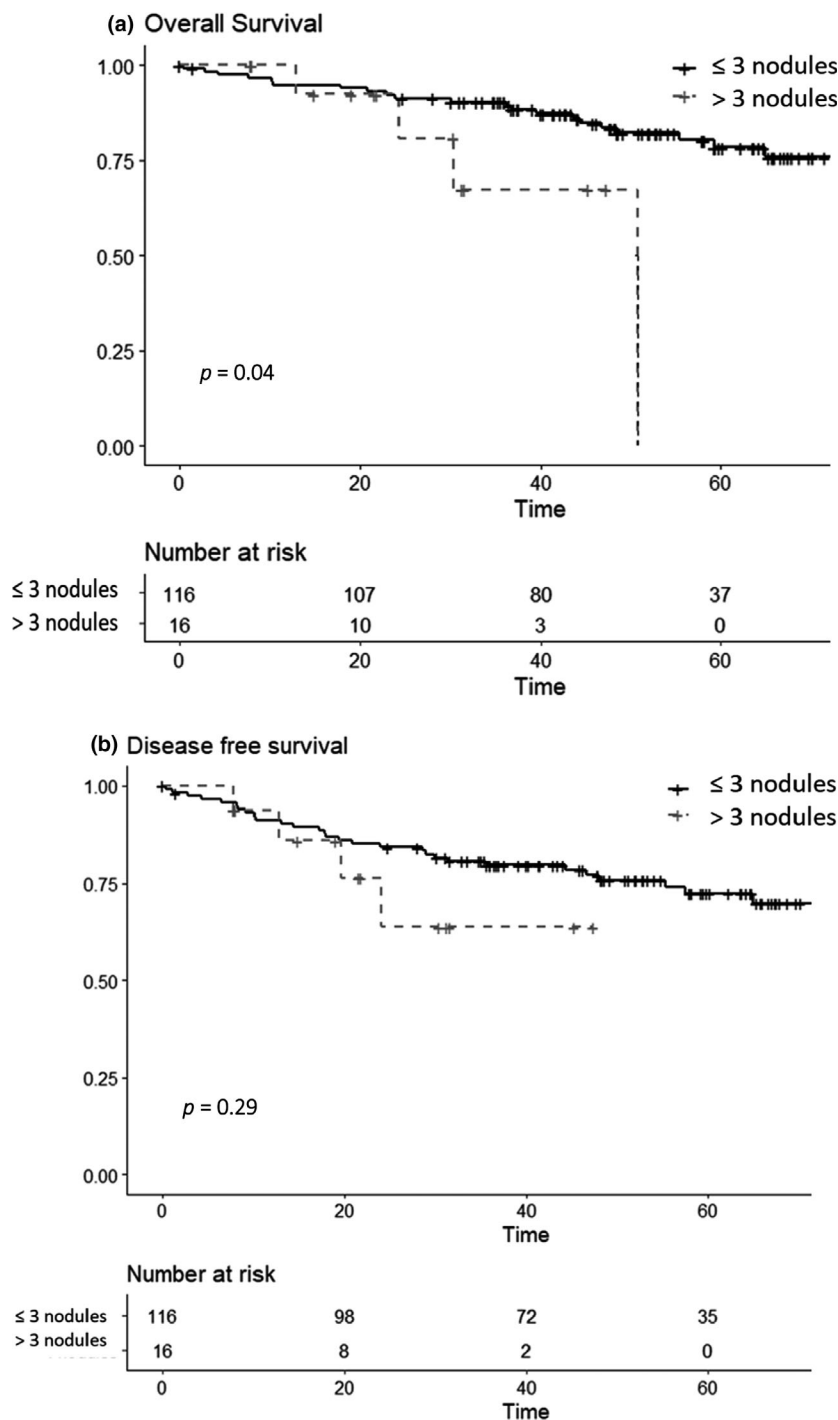 (a) Overall Survival
1.00
≤ 3 nodules
> 3 nodules
0.75
0.50
0.25
p = 0.04
0.00
0 20 40 60
Time
Number at risk
≤ 3 nodules 116 107 80 37
> 3 nodules 16 10 3 0
0 20 40 60
Time
(b) Disease free survival
1.00
≤ 3 nodules
> 3 nodules
0.75
0.50
0.25
p = 0.29
0.00
0 20 40 60
Time
Number at risk
≤ 3 nodules 116 98 72 35
> 3 nodules 16 8 2 0
0 20 40 60
Time